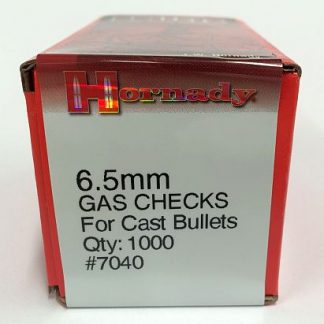 Hornady
6.5mm
GAS CHECKS
For Cast Bullets
Qty: 1000
#7040